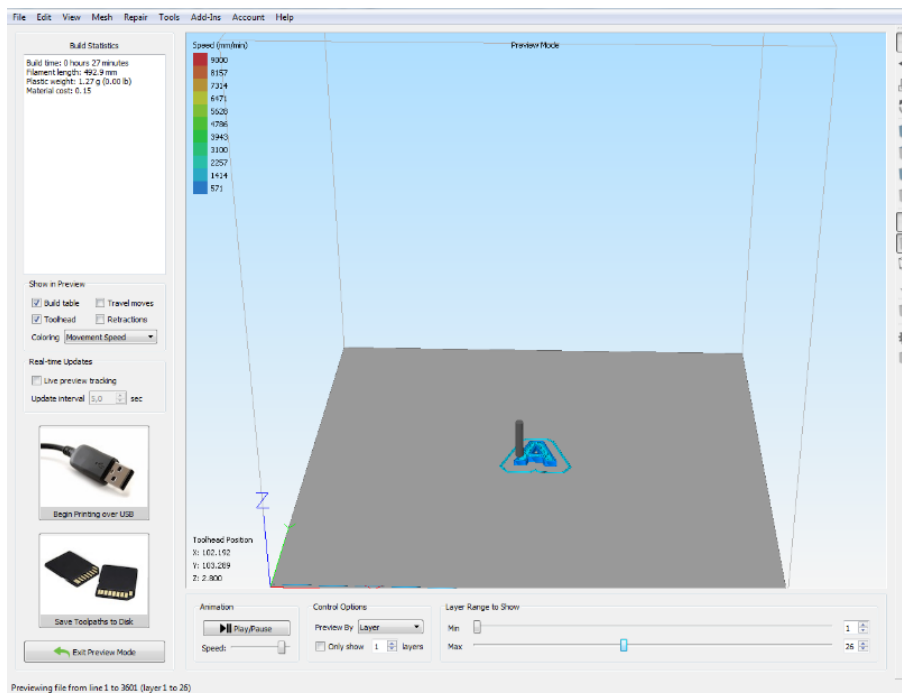 File Edit View Mesh Repair Tools Add-Ins Account Help
Build Statistics
Build time: 0 hours 27 minutes
Filament length: 492.9 mm
Plastic weight: 1.27 g (0.00 lb)
Material cost: 0.15
Show in Preview
Build table
Travel moves
Toolhead
Retractions
Coloring Movement Speed
Real-time Updates
Live preview tracking
Update interval 5,0 sec
Begin Printing over USB
Save Toolpaths to Disk
Exit Preview Mode
Speed (mm/min)
Preview Mode
9000
8157
7314
6471
5628
4786
3943
3100
2257
1414
571
Z
A
Toolhead Position
X: 102.192
Y: 103.289
Z: 2.800
Animation
Play/Pause
Speed:
Control Options
Preview By Layer
Only show 1 layers
Layer Range to Show
Min 1
Max 26
Previewing file from line 1 to 3601 (layer 1 to 26)